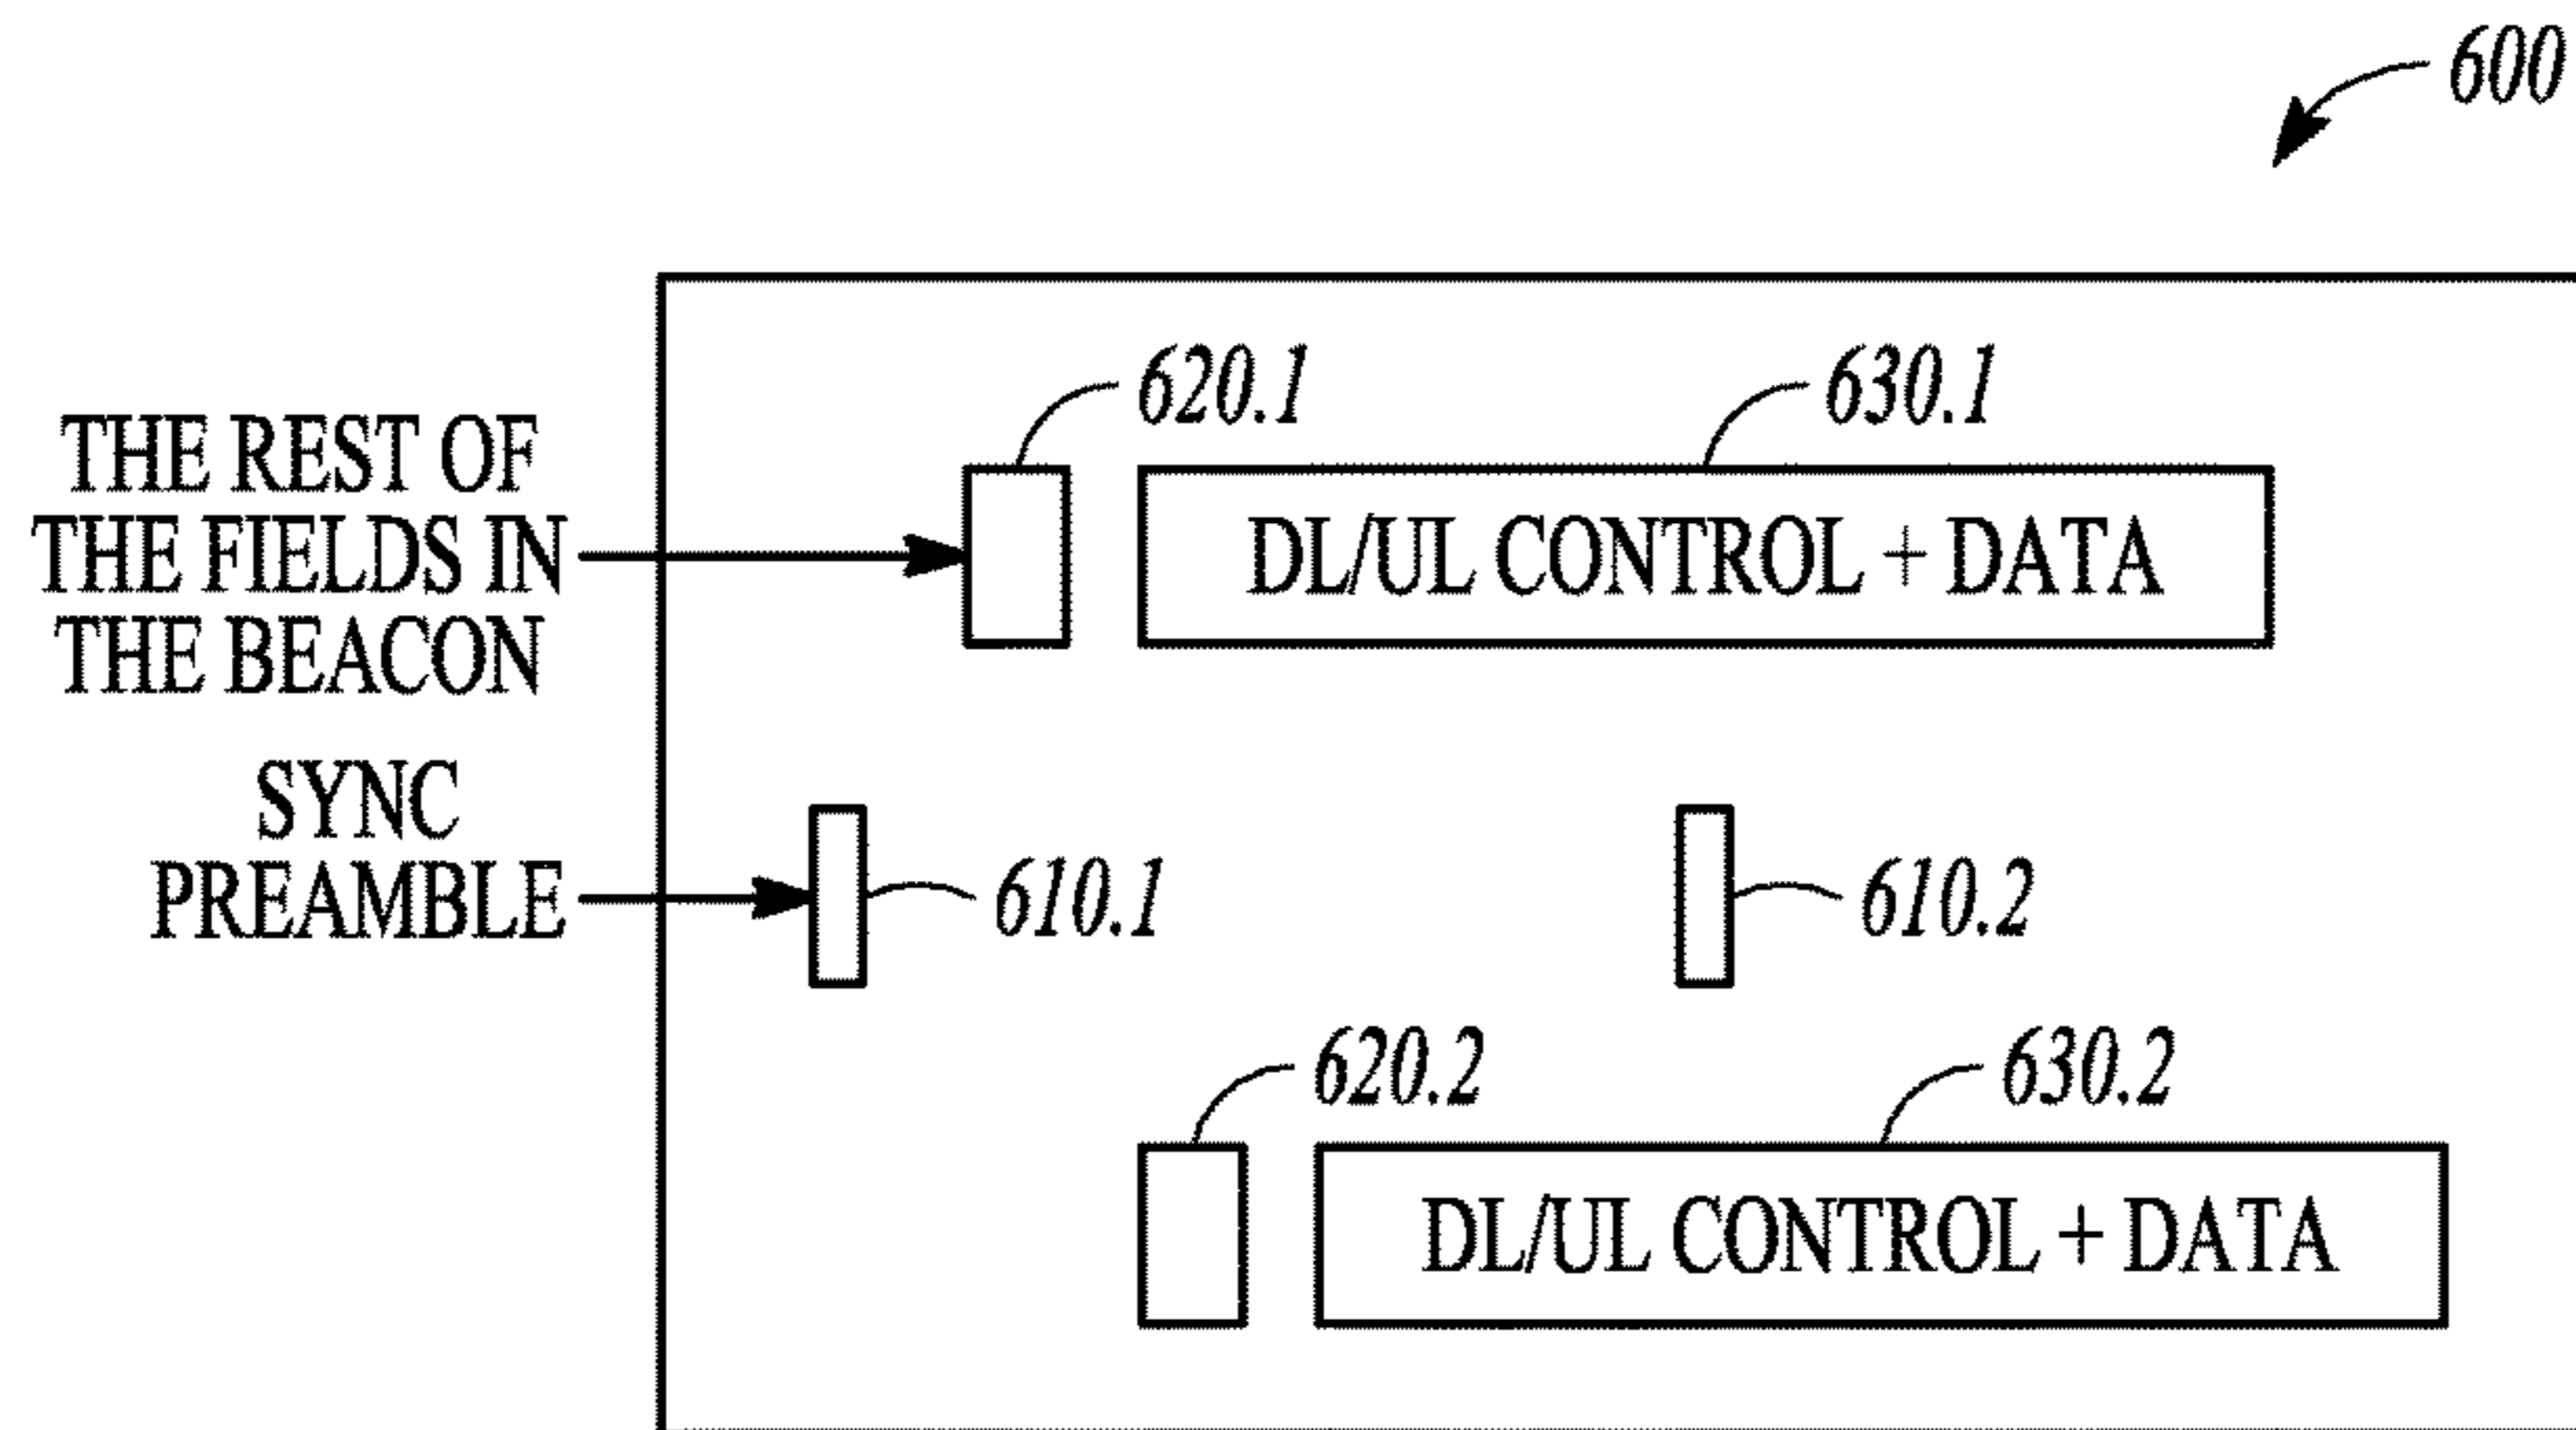 600
620.1
630.1
THE REST OF
THE FIELDS IN
THE BEACON
DL/UL CONTROL + DATA
SYNC
PREAMBLE
610.1
610.2
620.2
630.2
DL/UL CONTROL + DATA